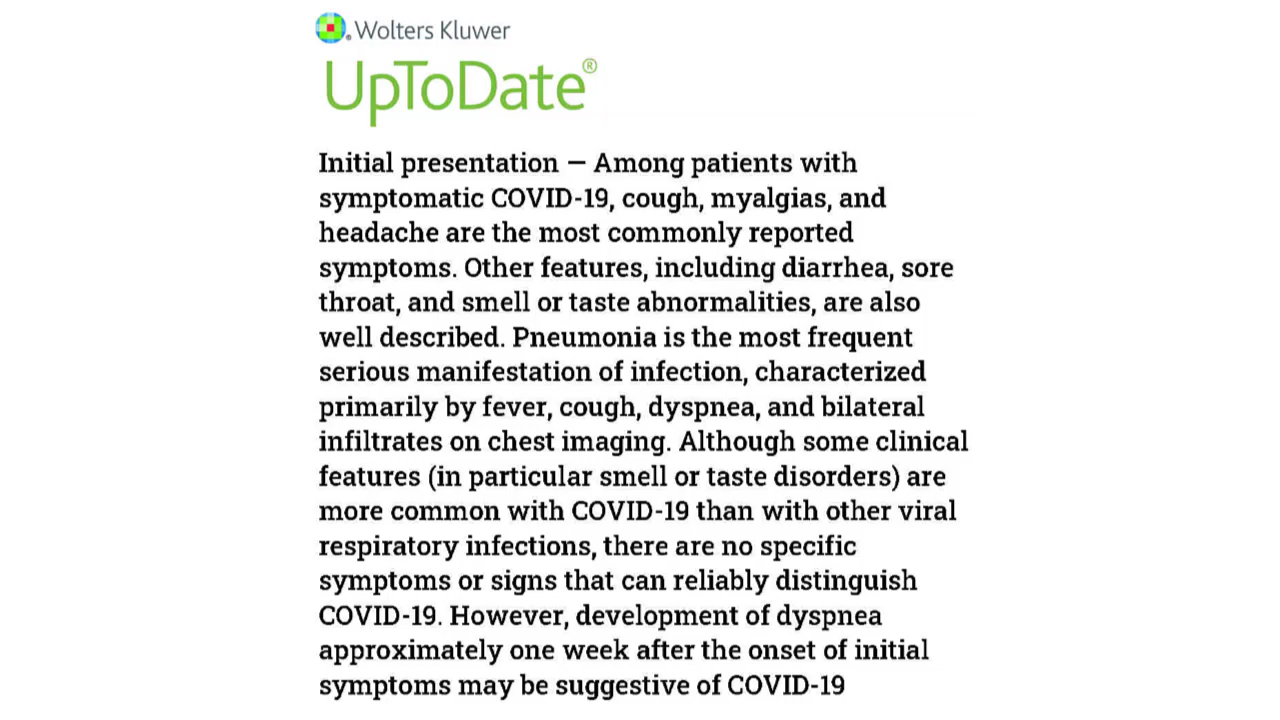 Wolters Kluwer
UpToDate®
Initial presentation — Among patients with
symptomatic COVID-19, cough, myalgias, and
headache are the most commonly reported
symptoms. Other features, including diarrhea, sore
throat, and smell or taste abnormalities, are also
well described. Pneumonia is the most frequent
serious manifestation of infection, characterized
primarily by fever, cough, dyspnea, and bilateral
infiltrates on chest imaging. Although some clinical
features (in particular smell or taste disorders) are
more common with COVID-19 than with other viral
respiratory infections, there are no specific
symptoms or signs that can reliably distinguish
COVID-19. However, development of dyspnea
approximately one week after the onset of initial
symptoms may be suggestive of COVID-19